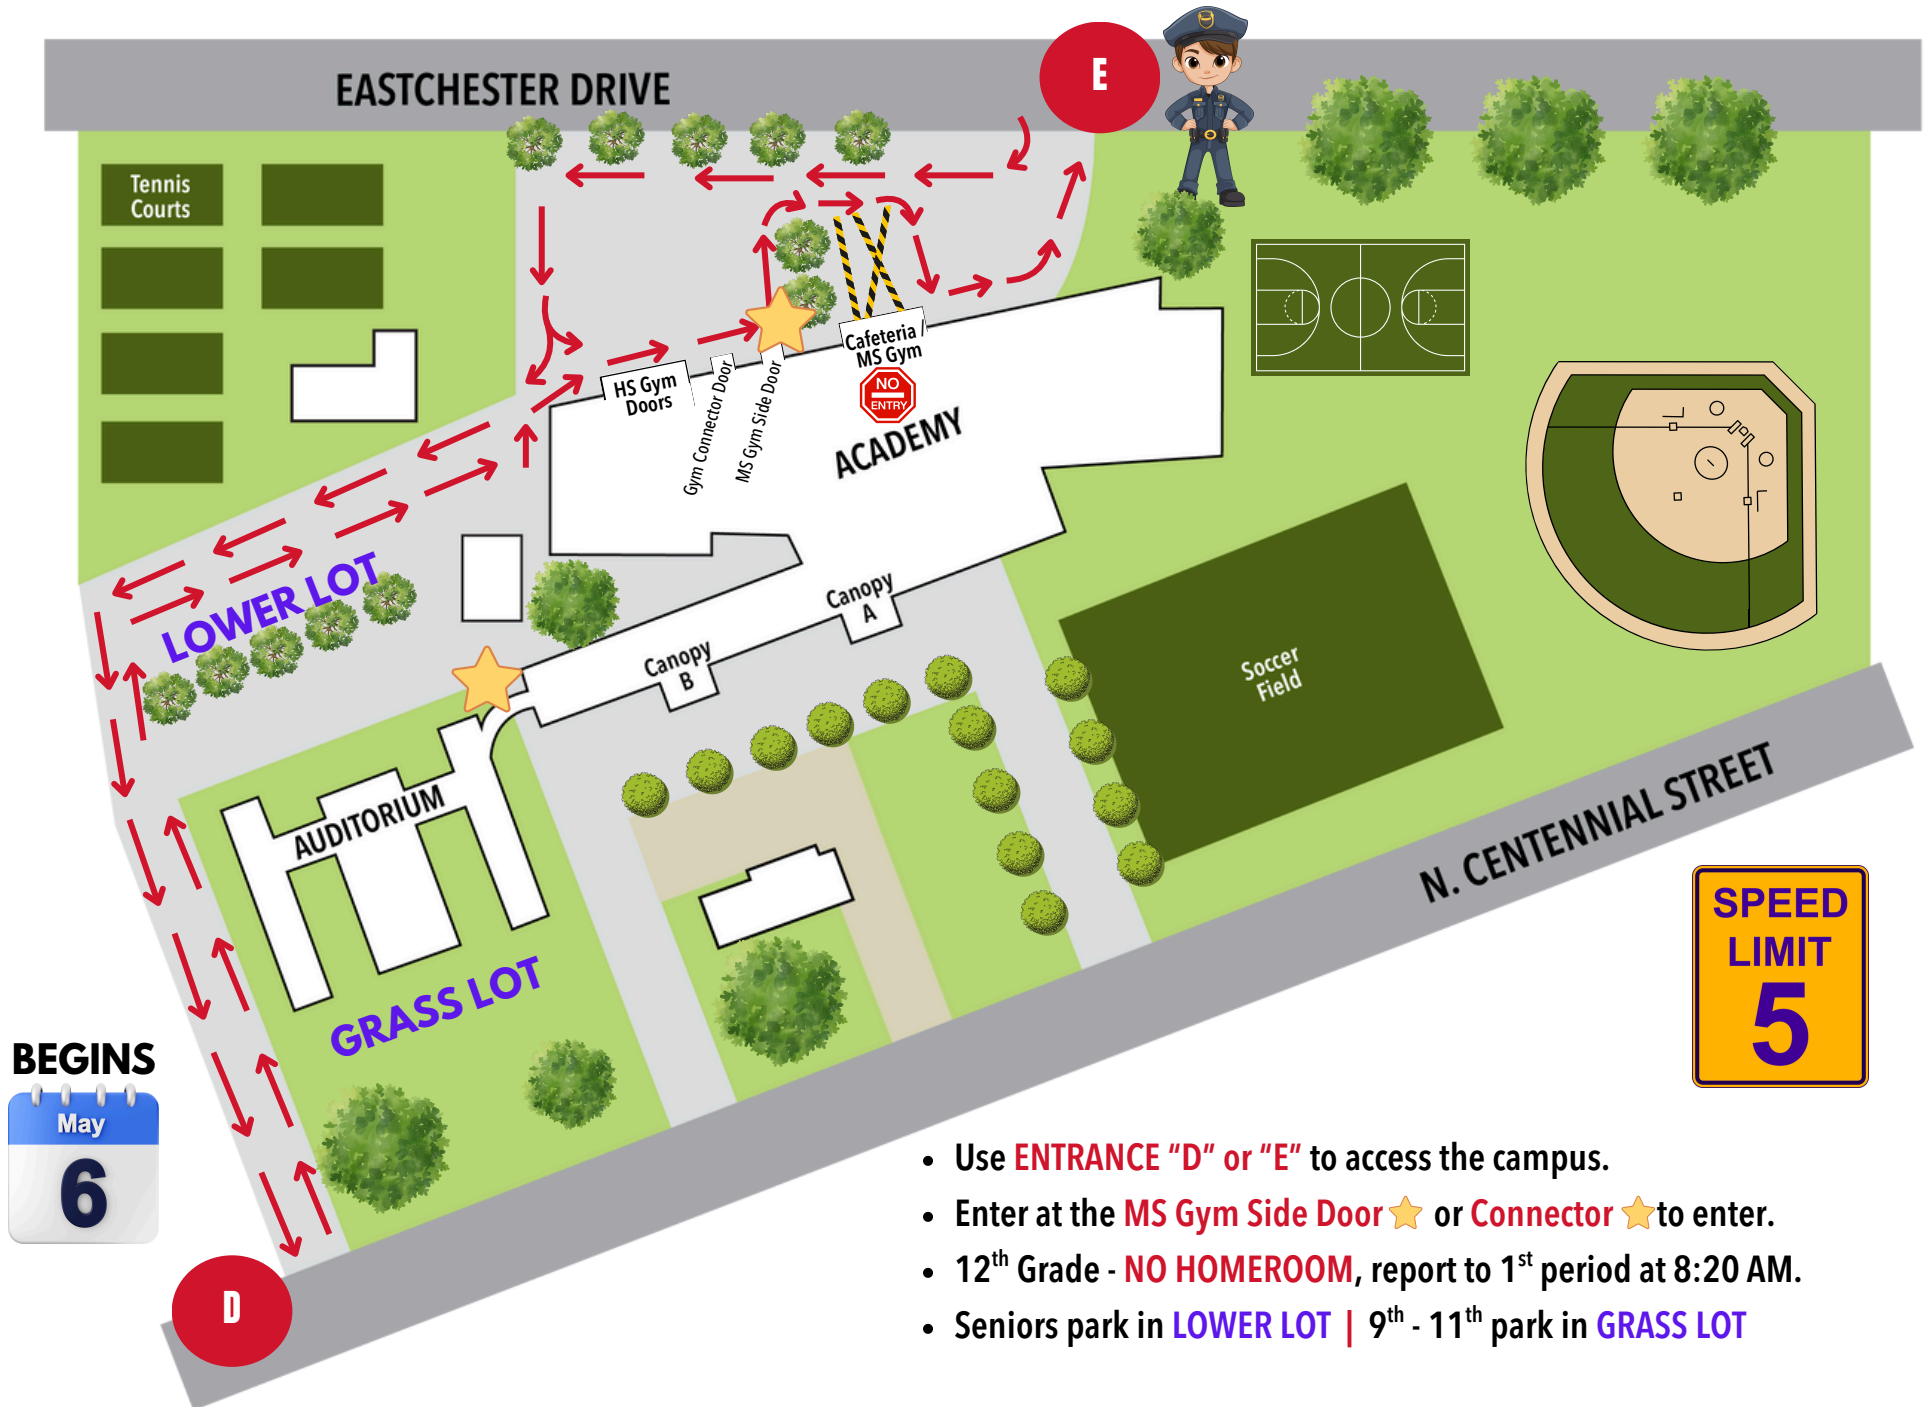 EASTCHESTER DRIVE
E
Tennis
Courts
HS Gym
Doors
Gym Connector Door
MS Gym Side Door
Cafeteria /
MS Gym
NO
ENTRY
ACADEMY
LOWER LOT
Canopy
A
Canopy
B
Soccer
Field
AUDITORIUM
GRASS LOT
N. CENTENNIAL STREET
SPEED
LIMIT
5
BEGINS
May
6
D
• Use ENTRANCE “D” or “E” to access the campus.
• Enter at the MS Gym Side Door or Connector to enter.
• 12th Grade - NO HOMEROOM, report to 1st period at 8:20 AM.
• Seniors park in LOWER LOT | 9th - 11th park in GRASS LOT